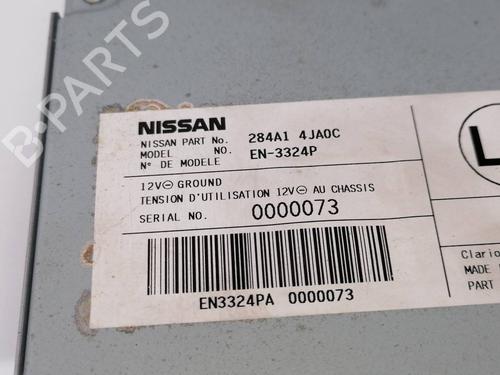 NISSAN
NISSAN PART No. 284A1 4JA0C
MODEL NO. EN-3324P
N° DE MODELE
12V⊖ GROUND
TENSION D'UTILISATION 12V⊖ AU CHASSIS
SERIAL NO. 0000073
EN3324PA 0000073
L
Clario
MADE
PART
B-PARTS